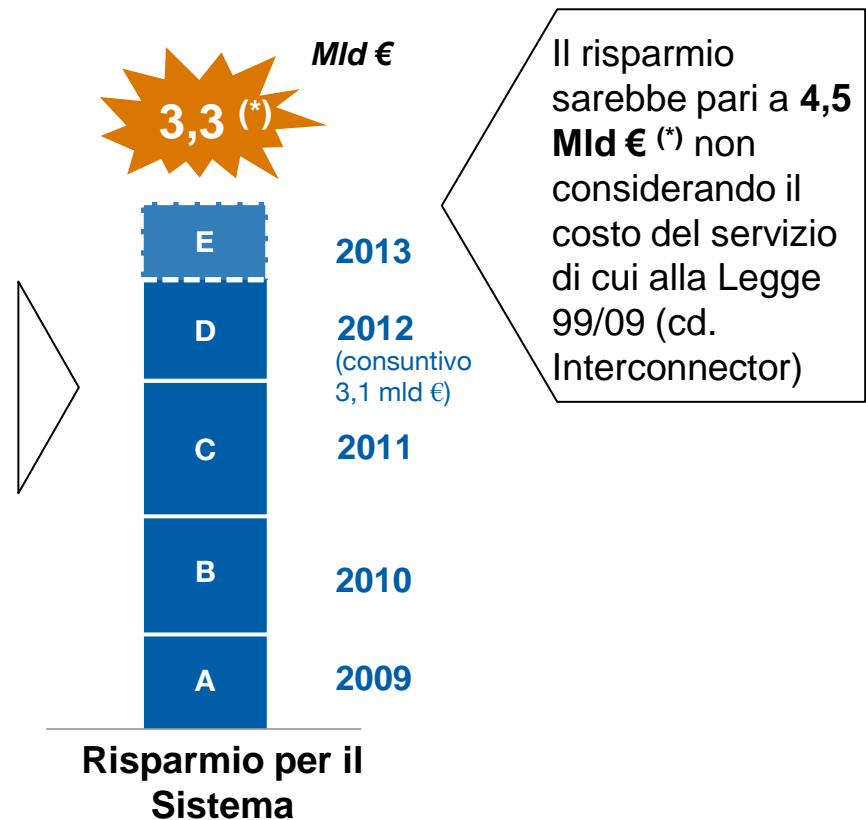 Mld €
3,3 (*)
E
2013
D
2012
(consuntivo
3,1 mld €)
C
2011
B
2010
A
2009
Risparmio per il
Sistema
Il risparmio
sarebbe pari a 4,5
Mld € (*) non
considerando il
costo del servizio
di cui alla Legge
99/09 (cd.
Interconnector)